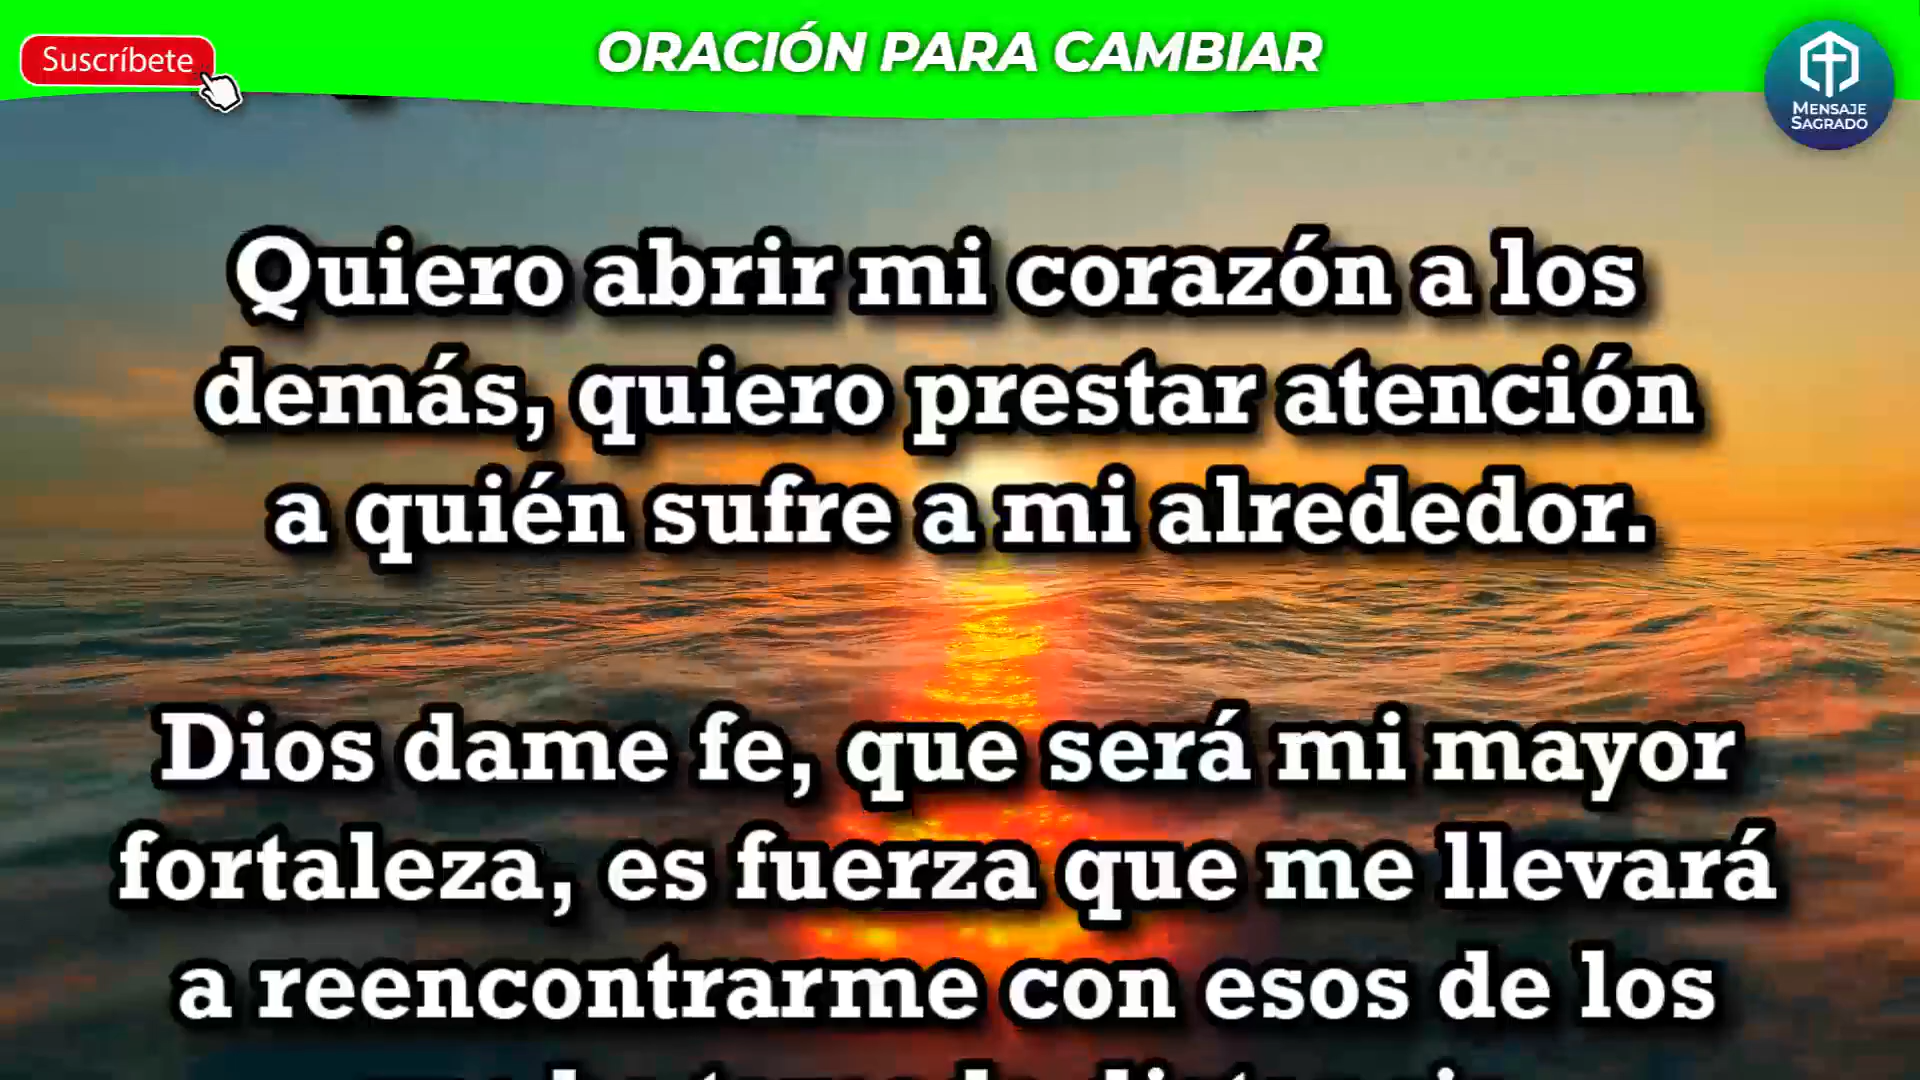 Suscríbete
ORACIÓN PARA CAMBIAR
MENSAJE
SAGRADO
Quiero abrir mi corazón a los
demás, quiero prestar atención
a quién sufre a mi alrededor.
Dios dame fe, que será mi mayor
fortaleza, es fuerza que me llevará
a reencontrarme con esos de los